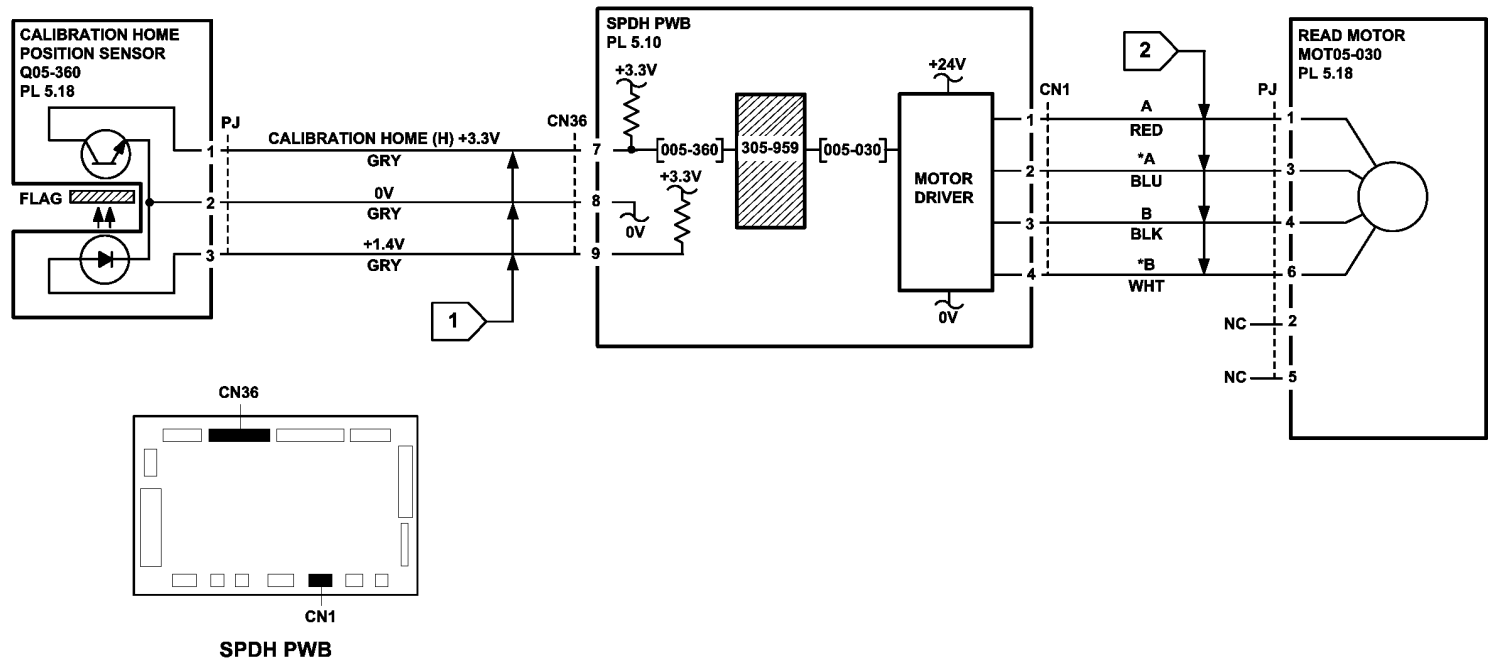 CALIBRATION HOME
POSITION SENSOR
Q05-360
PL 5.18
FLAG
PJ
1
2
3
CALIBRATION HOME (H) +3.3V
GRY
0V
GRY
+1.4V
GRY
1
CN36
7
8
9
SPDH PWB
PL 5.10
+3.3V
[005-360]
305-959
[005-030]
+3.3V
0V
+24V
MOTOR
DRIVER
0V
CN1
1
2
3
4
2
A
RED
*A
BLU
B
BLK
*B
WHT
NC
NC
PJ
1
3
4
6
2
5
READ MOTOR
MOT05-030
PL 5.18
CN36
CN1
SPDH PWB